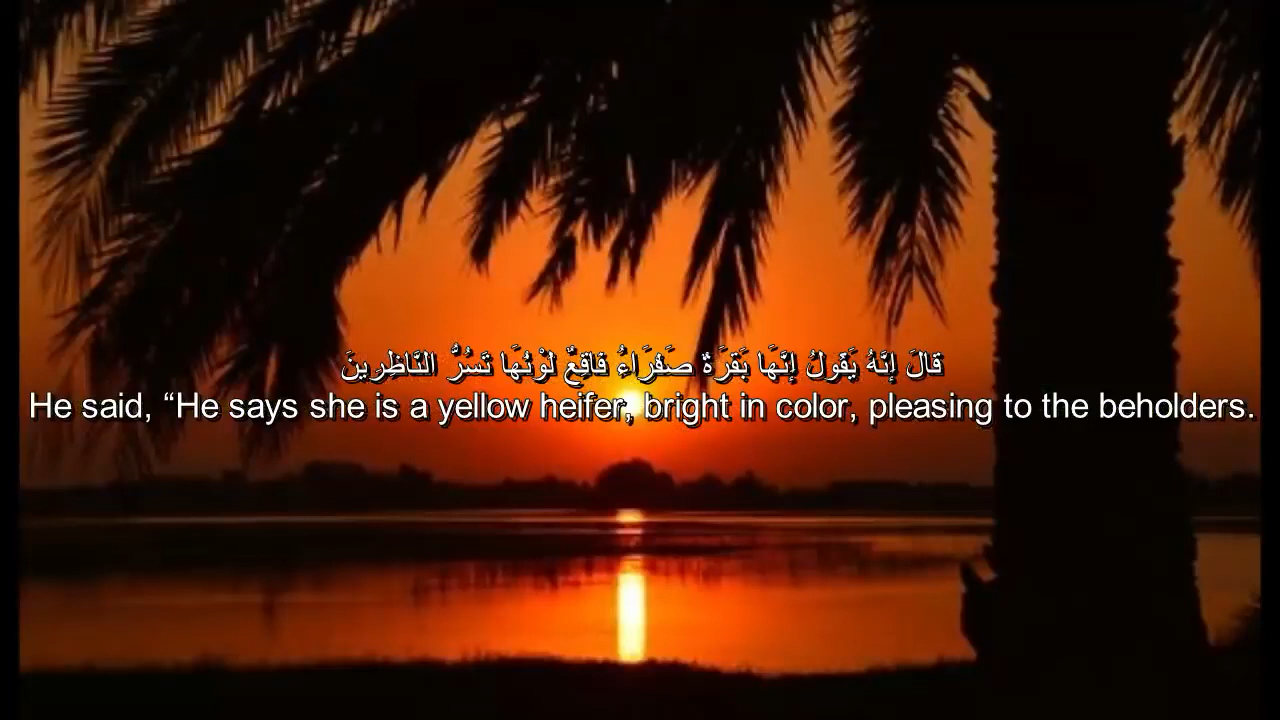 قَالَ إِنَّهُ يَقُولُ إِنَّهَا بَقَرَةٌ صَفْرَاءُ فَاقِعٌ لَوْنُهَا تَسُرُّ النَّاظِرِينَ
He said, “He says she is a yellow heifer, bright in color, pleasing to the beholders.